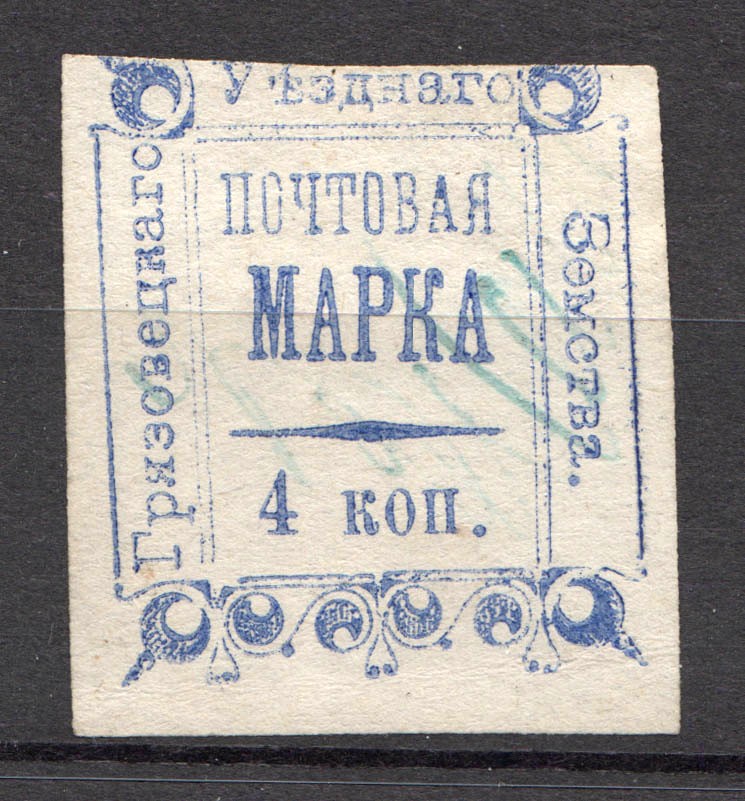 Грязовецкаго
Уѣзднаго
Земства.
ПОЧТОВАЯ
МАРКА
4 коп.